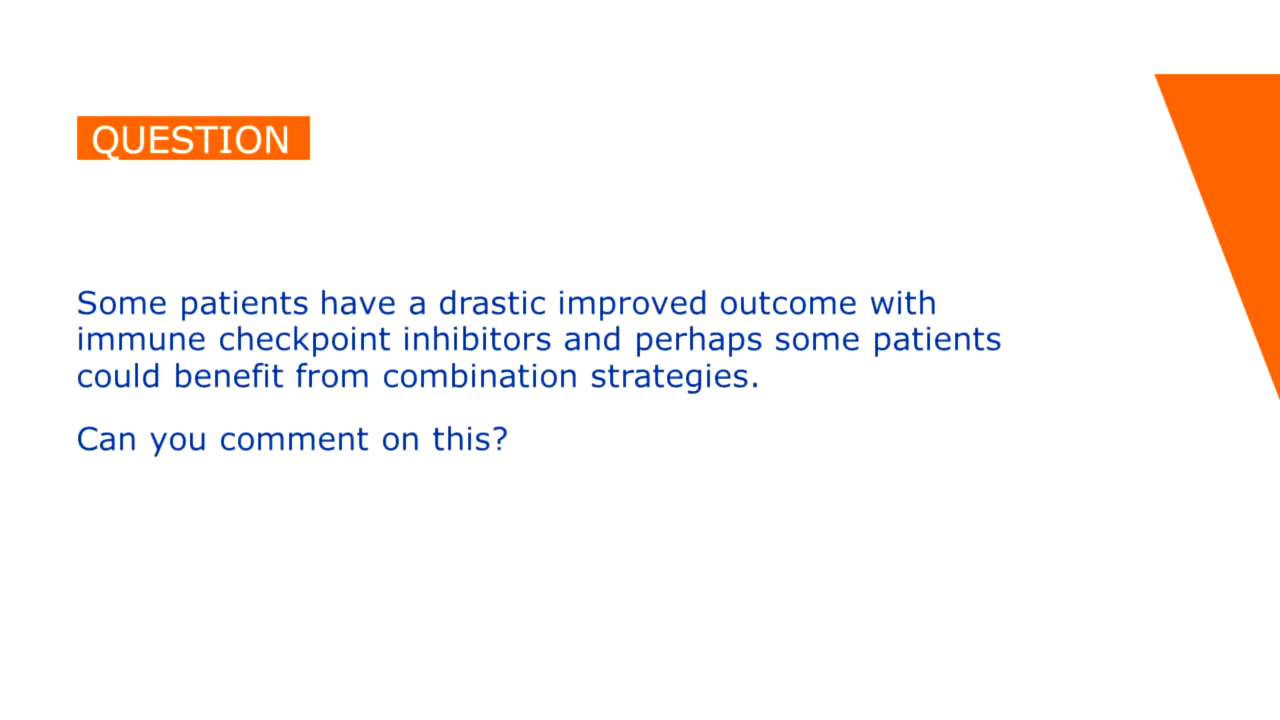 QUESTION
Some patients have a drastic improved outcome with
immune checkpoint inhibitors and perhaps some patients
could benefit from combination strategies.
Can you comment on this?